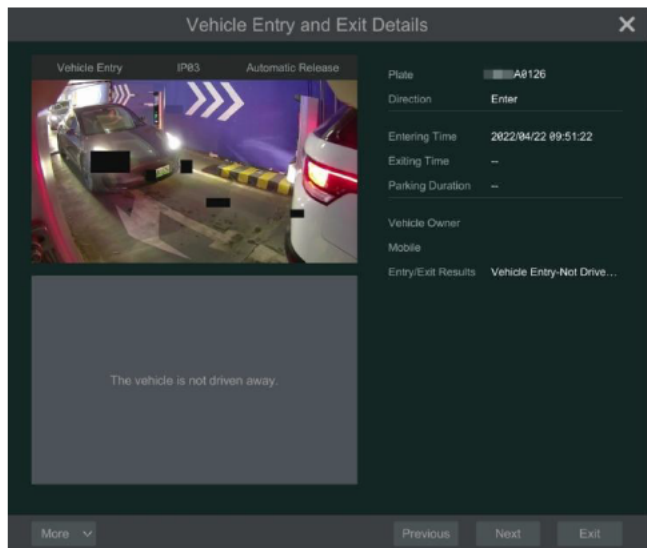 Vehicle Entry and Exit Details
Vehicle Entry IP03 Automatic Release
Plate A0126
Direction Enter
Entering Time 2022/04/22 09:51:22
Exiting Time --
Parking Duration --
Vehicle Owner
Mobile
Entry/Exit Results Vehicle Entry-Not Drive...
The vehicle is not driven away.
More Previous Next Exit